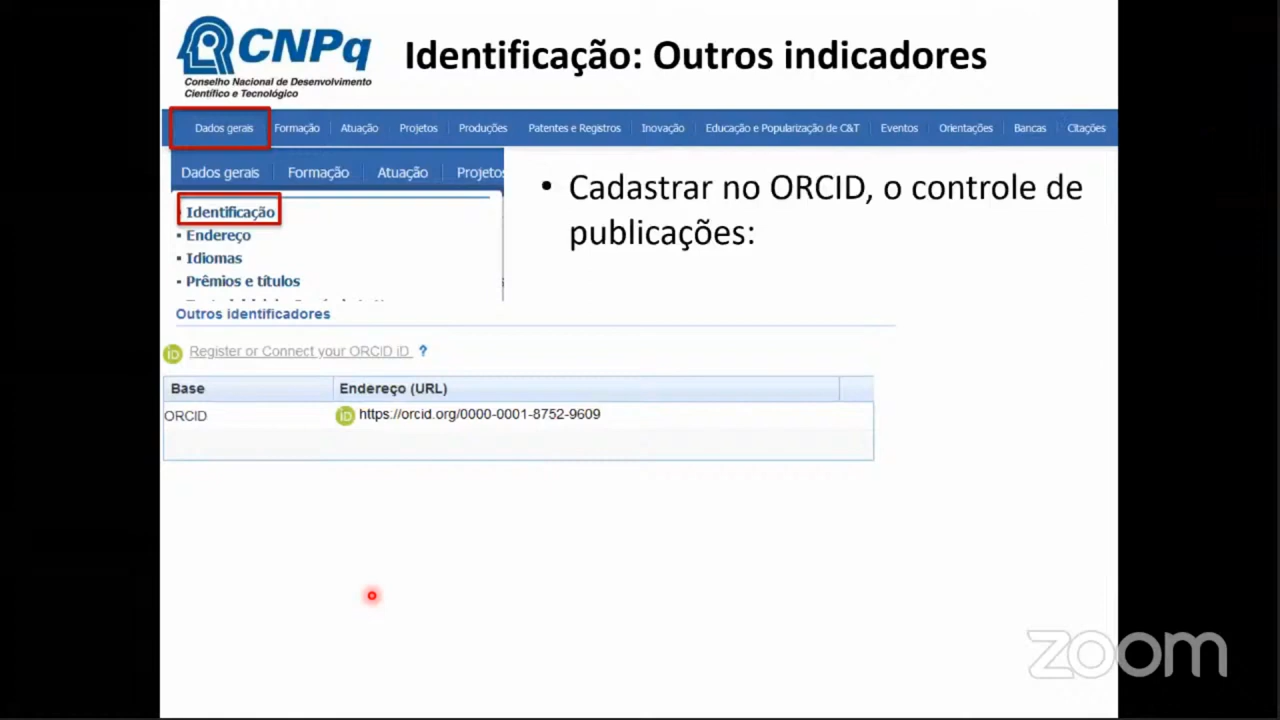 CNPq
Conselho Nacional de Desenvolvimento
Científico e Tecnológico
Identificação: Outros indicadores
Dados gerais Formação Atuação Projetos Produções Patentes e Registros Inovação Educação e Popularização de C&T Eventos Orientações Bancas Citações
Dados gerais Formação Atuação Projetos
Identificação
Endereço
Idiomas
Prêmios e títulos
• Cadastrar no ORCID, o controle de
publicações:
Outros identificadores
iD Register or Connect your ORCID iD ?
Base Endereço (URL)
ORCID iD https://orcid.org/0000-0001-8752-9609
zoom